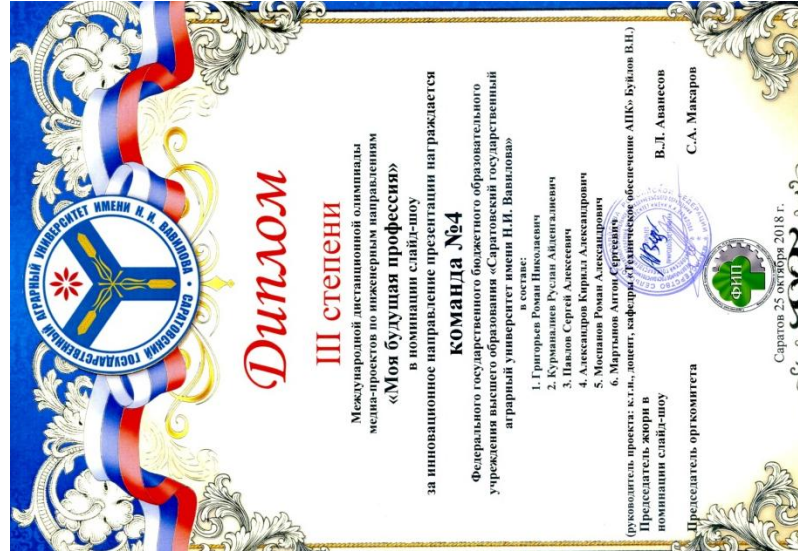 САРАТОВСКИЙ ГОСУДАРСТВЕННЫЙ АГРАРНЫЙ УНИВЕРСИТЕТ ИМЕНИ Н. И. ВАВИЛОВА
Диплом
III степени
Международной дистанционной олимпиады
медиа-проектов по инженерным направлениям
«Моя будущая профессия»
в номинации слайд-шоу
за инновационное направление презентации награждается
команда №4
Федерального государственного бюджетного образовательного
учреждения высшего образования «Саратовский государственный
аграрный университет имени Н.И. Вавилова»
в составе:
1. Григорьев Роман Николаевич
2. Курманалиев Руслан Айденгалиевич
3. Павлов Сергей Алексеевич
4. Александров Кирилл Александрович
5. Моспанов Роман Александрович
6. Мартынов Антон Сергеевич
(руководитель проекта: к.т.н., доцент, кафедры «Техническое обеспечение АПК» Буйлов В.Н.)
Председатель жюри в
номинации слайд-шоу В.Л. Аванесов
Председатель оргкомитета С.А. Макаров
ФИП
Саратов 25 октября 2018 г.